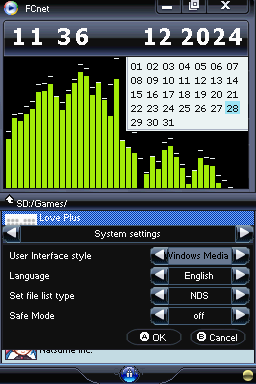 FCnet
11 36 12 2024
01 02 03 04 05 06 07
08 09 10 11 12 13 14
15 16 17 18 19 20 21
22 23 24 25 26 27 28
29 30 31
SD:/Games/
Love Plus
System settings
User Interface style Windows Media
Language English
Set file list type NDS
Safe Mode off
A OK B Cancel
Natsume Inc.